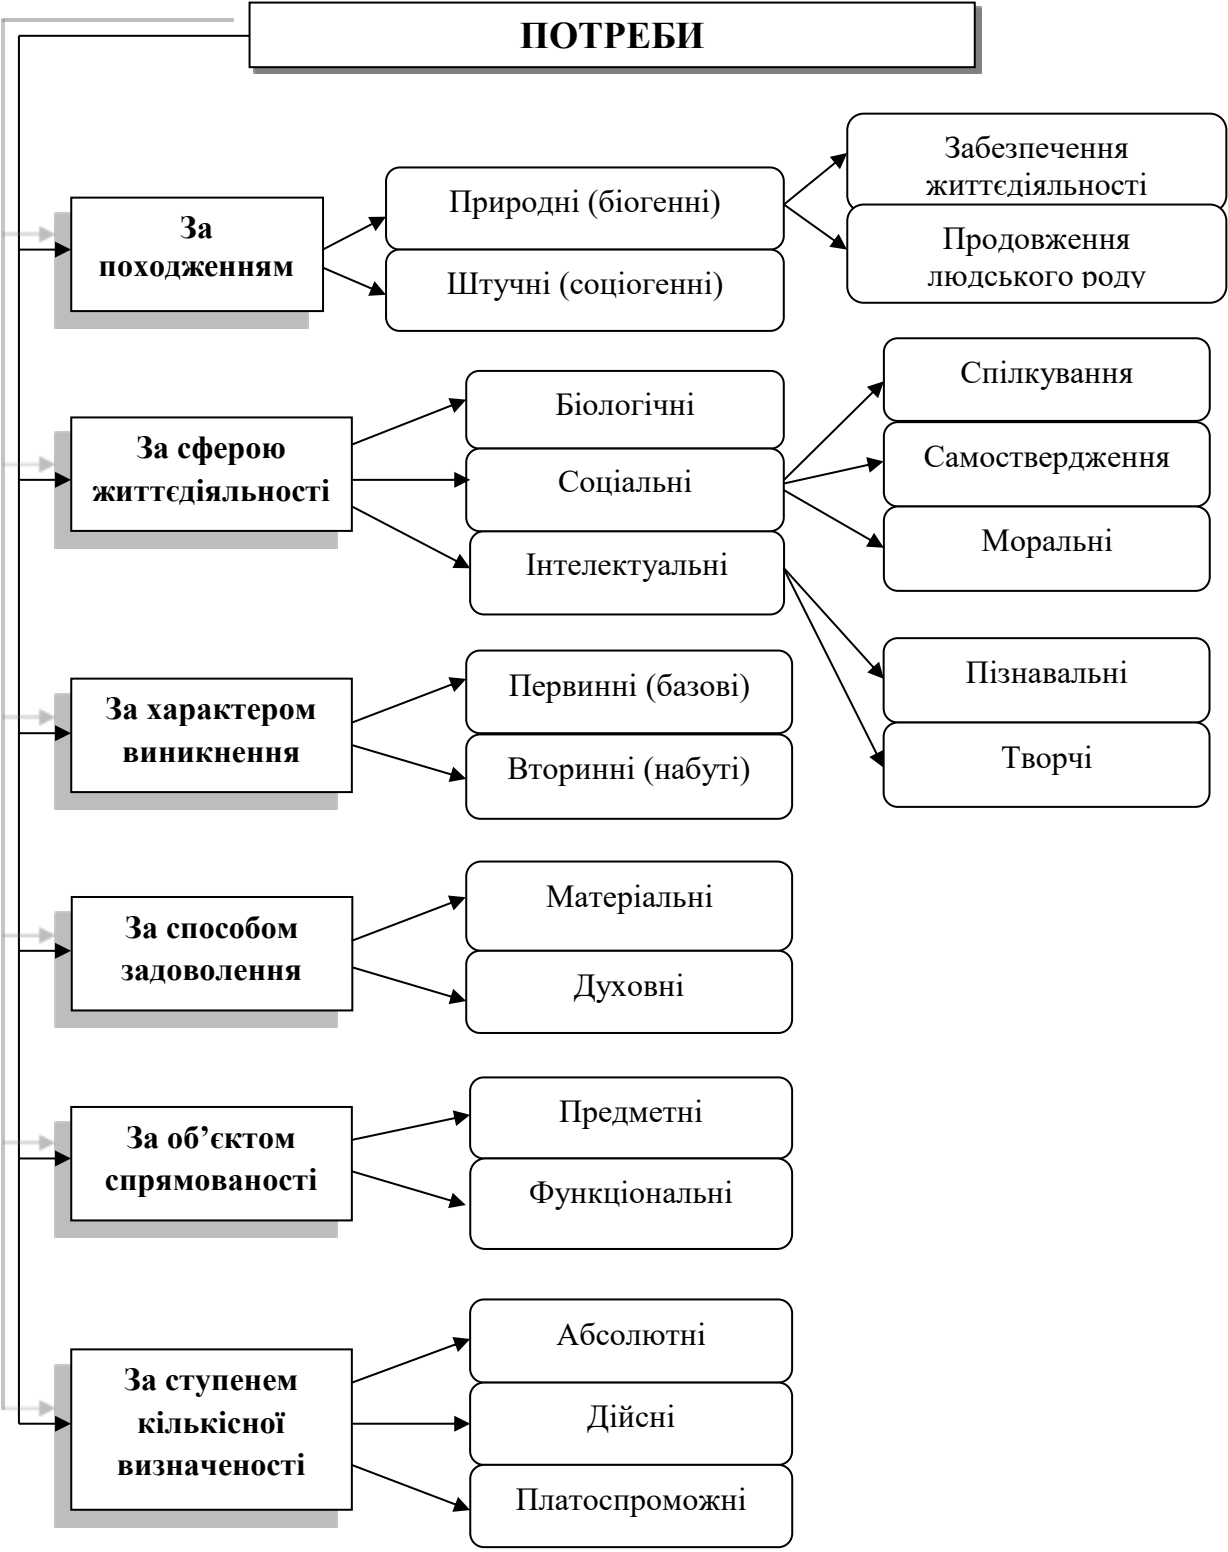 ПОТРЕБИ
За
походженням
Природні (біогенні)
Штучні (соціогенні)
Забезпечення
життєдіяльності
Продовження
людського роду
За сферою
життєдіяльності
Біологічні
Соціальні
Інтелектуальні
Спілкування
Самоствердження
Моральні
Пізнавальні
Творчі
За характером
виникнення
Первинні (базові)
Вторинні (набуті)
За способом
задоволення
Матеріальні
Духовні
За об’єктом
спрямованості
Предметні
Функціональні
За ступенем
кількісної
визначеності
Абсолютні
Дійсні
Платоспроможні